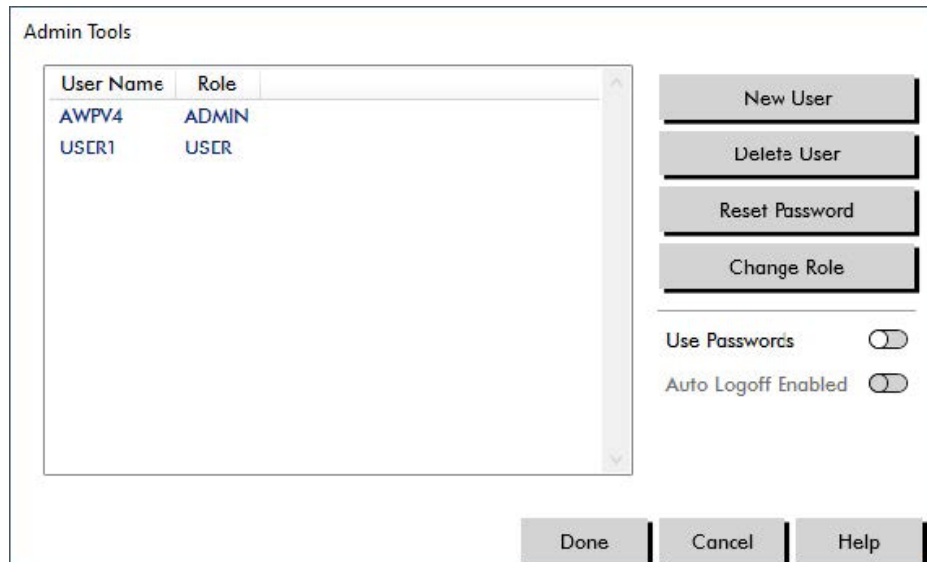 Admin Tools
User Name Role
AWPV4 ADMIN
USER1 USER
New User
Delete User
Reset Password
Change Role
Use Passwords
Auto Logoff Enabled
Done Cancel Help